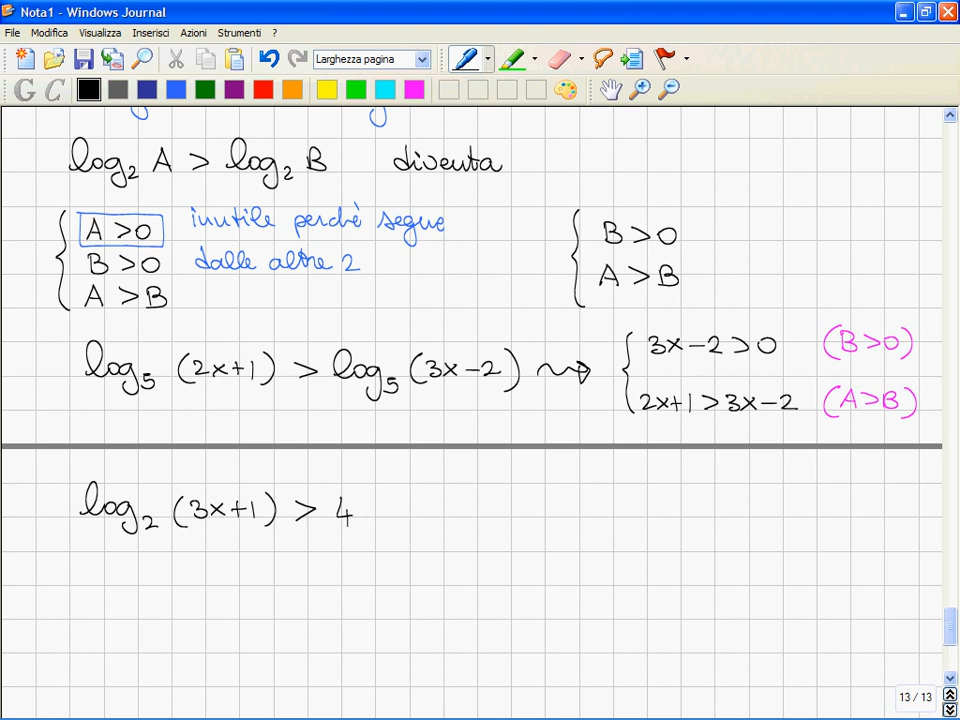 Nota1 - Windows Journal
File Modifica Visualizza Inserisci Azioni Strumenti ?
Larghezza pagina
log₂ A > log₂ B diventa
A > 0 inutile perchè segue
B > 0 dalle altre 2
A > B
B > 0
A > B
log₅ (2x+1) > log₅ (3x-2) ⇝ 3x-2 > 0 (B>0)
2x+1 > 3x-2 (A>B)
log₂ (3x+1) > 4
13 / 13